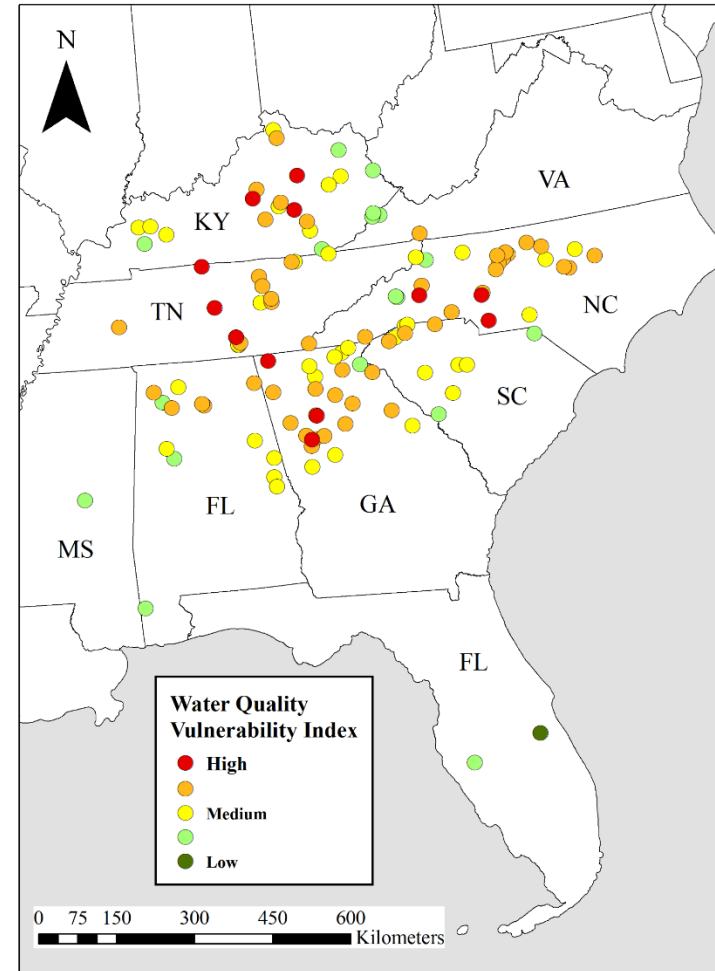 N
VA
KY
TN
NC
SC
FL
GA
MS
FL
Water Quality
Vulnerability Index
High
Medium
Low
0 75 150 300 450 600
Kilometers